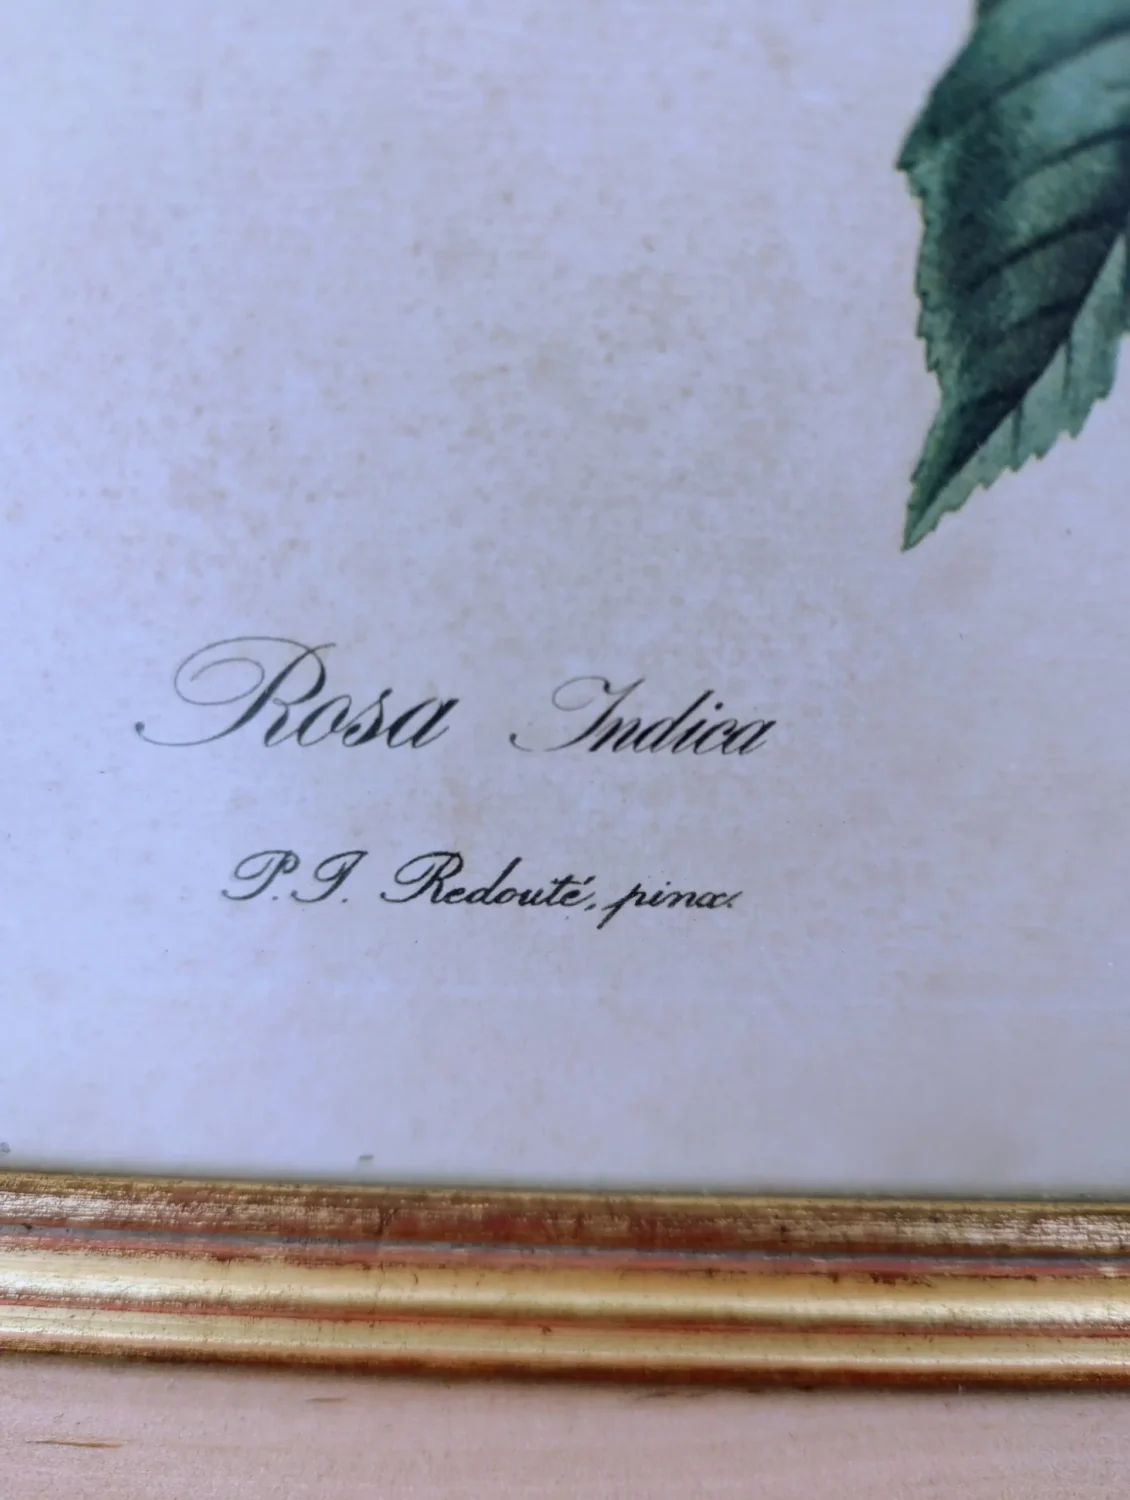 Rosa Indica
P. J. Redouté, pinx.